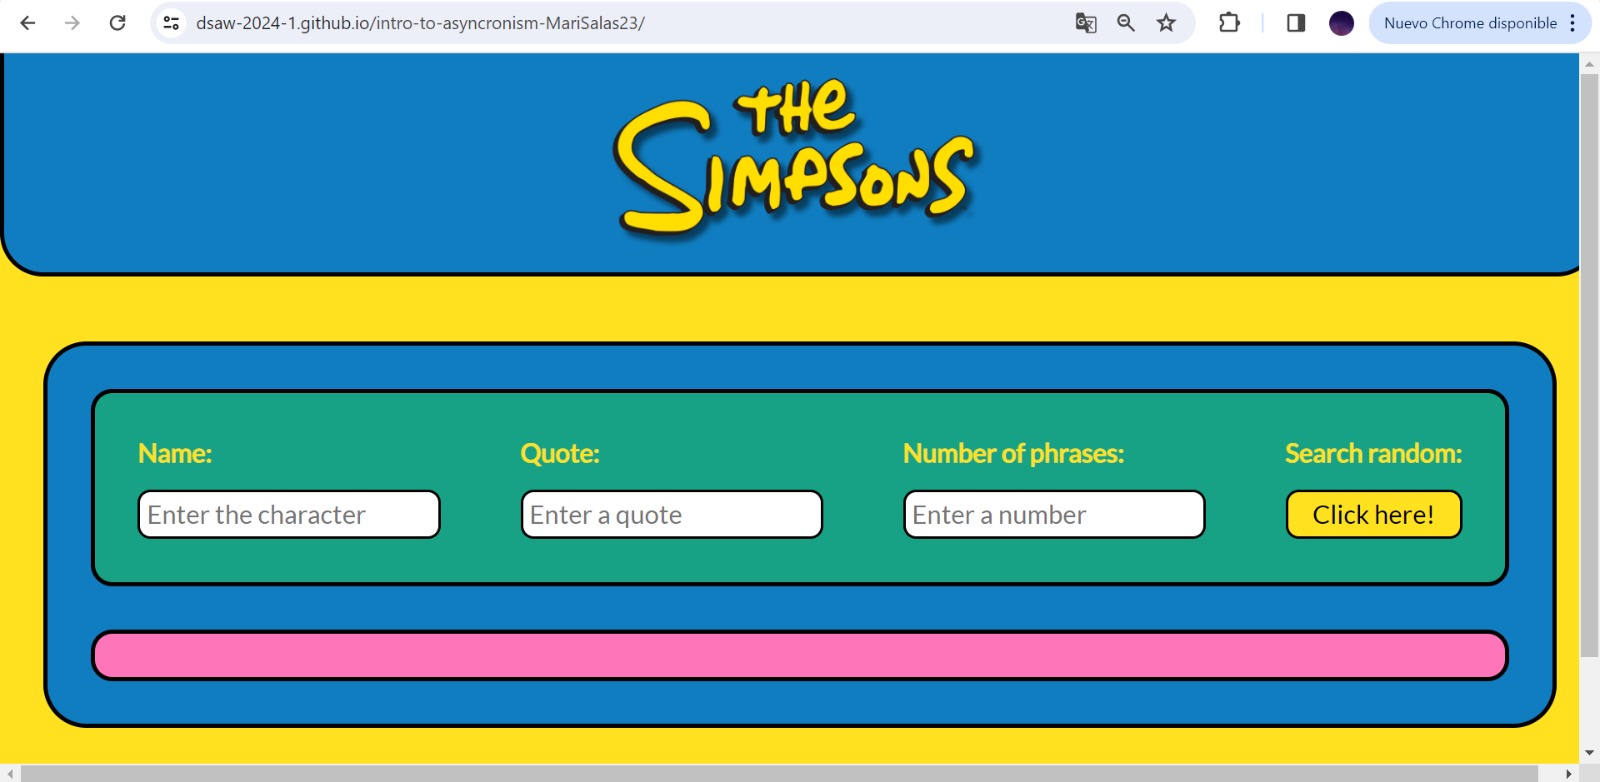 dsaw-2024-1.github.io/intro-to-asyncronism-MariSalas23/
Nuevo Chrome disponible
THE
SIMPSONS
Name: Quote: Number of phrases: Search random:
Enter the character Enter a quote Enter a number Click here!